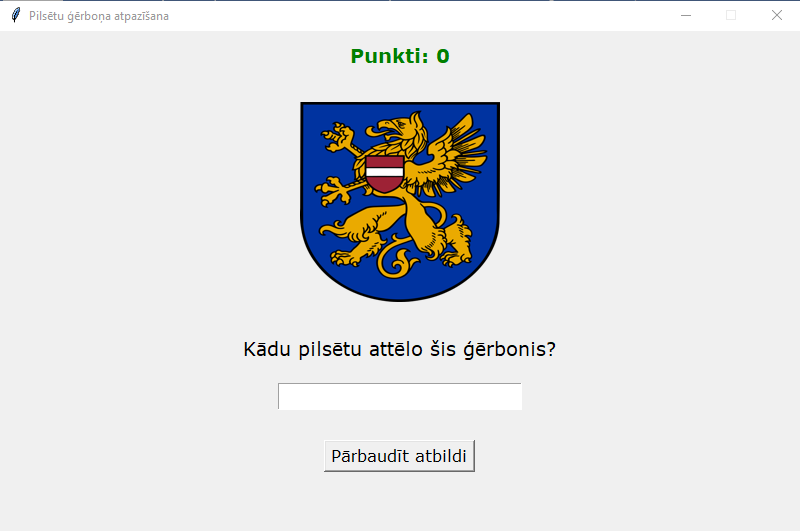 Pilsētu ģērboņa atpazīšana
Punkti: 0
Kādu pilsētu attēlo šis ģērbonis?
Pārbaudīt atbildi